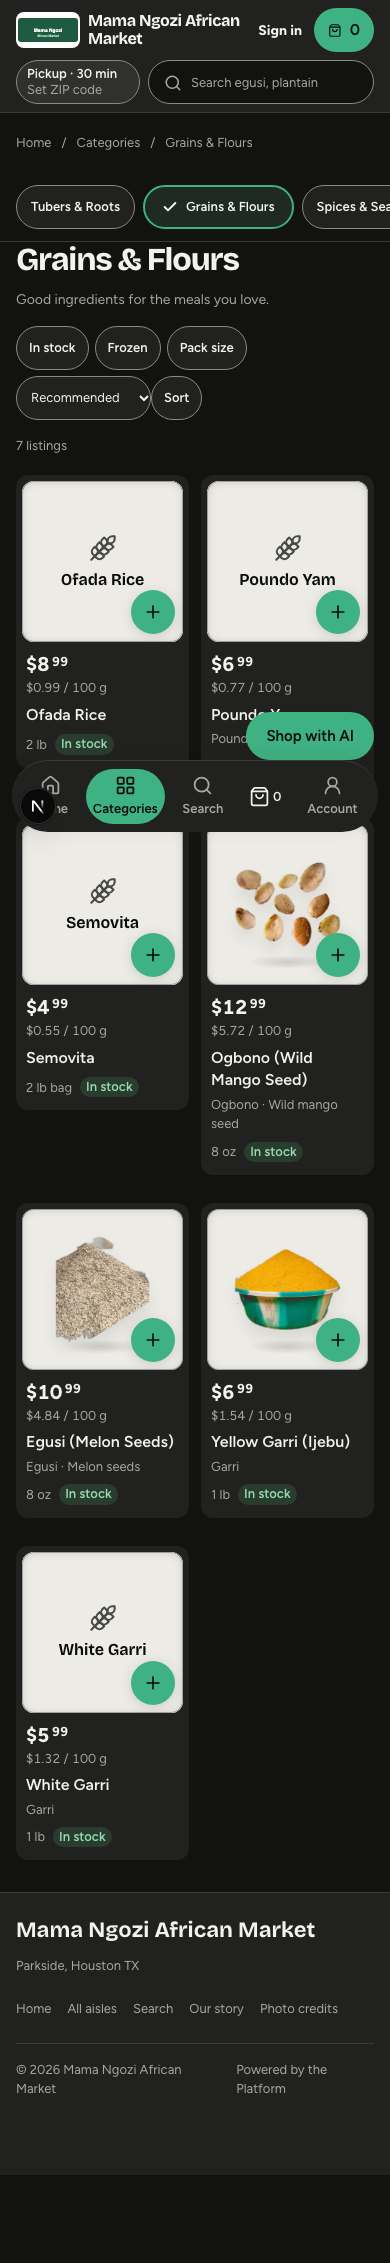 Mama Ngozi
African Market
Mama Ngozi African
Market
Sign in
0
Pickup · 30 min
Set ZIP code
Search egusi, plantain
Home / Categories / Grains & Flours
Tubers & Roots
Grains & Flours
Spices & Sea
Grains & Flours
Good ingredients for the meals you love.
In stock
Frozen
Pack size
Recommended
Sort
7 listings
Ofada Rice
Poundo Yam
$8 99
$0.99 / 100 g
Ofada Rice
2 lb
In stock
$6 99
$0.77 / 100 g
Shop with AI
Categories
Search
0
Account
N
Semovita
$4 99
$0.55 / 100 g
Semovita
2 lb bag
In stock
$12 99
$5.72 / 100 g
Ogbono (Wild
Mango Seed)
Ogbono · Wild mango
seed
8 oz
In stock
$10 99
$4.84 / 100 g
Egusi (Melon Seeds)
Egusi · Melon seeds
8 oz
In stock
$6 99
$1.54 / 100 g
Yellow Garri (Ijebu)
Garri
1 lb
In stock
White Garri
$5 99
$1.32 / 100 g
White Garri
Garri
1 lb
In stock
Mama Ngozi African Market
Parkside, Houston TX
Home
All aisles
Search
Our story
Photo credits
© 2026 Mama Ngozi African
Market
Powered by the
Platform